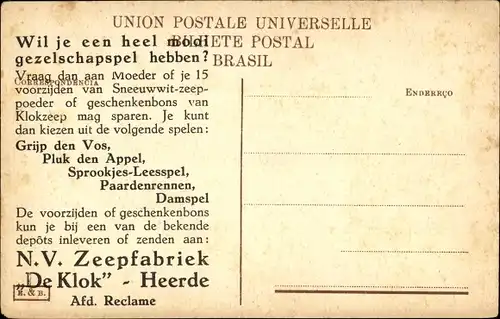 UNION POSTALE UNIVERSELLE
BILHETE POSTAL
BRASIL
Wil je een heel mooi
gezelschapspel hebben?
Vraag dan aan Moeder of je 15
CORRESPONDENCIA
voorzijden van Sneeuwwit-zeep-
poeder of geschenkenbons van
Klokzeep mag sparen. Je kunt
dan kiezen uit de volgende spelen:
Grijp den Vos,
Pluk den Appel,
Sprookjes-Leesspel,
Paardenrennen,
Damspel
De voorzijden of geschenkenbons
kun je bij een van de bekende
depôts inleveren of zenden aan:
N.V. Zeepfabriek
„De Klok" - Heerde
Afd. Reclame
ENDEREÇO